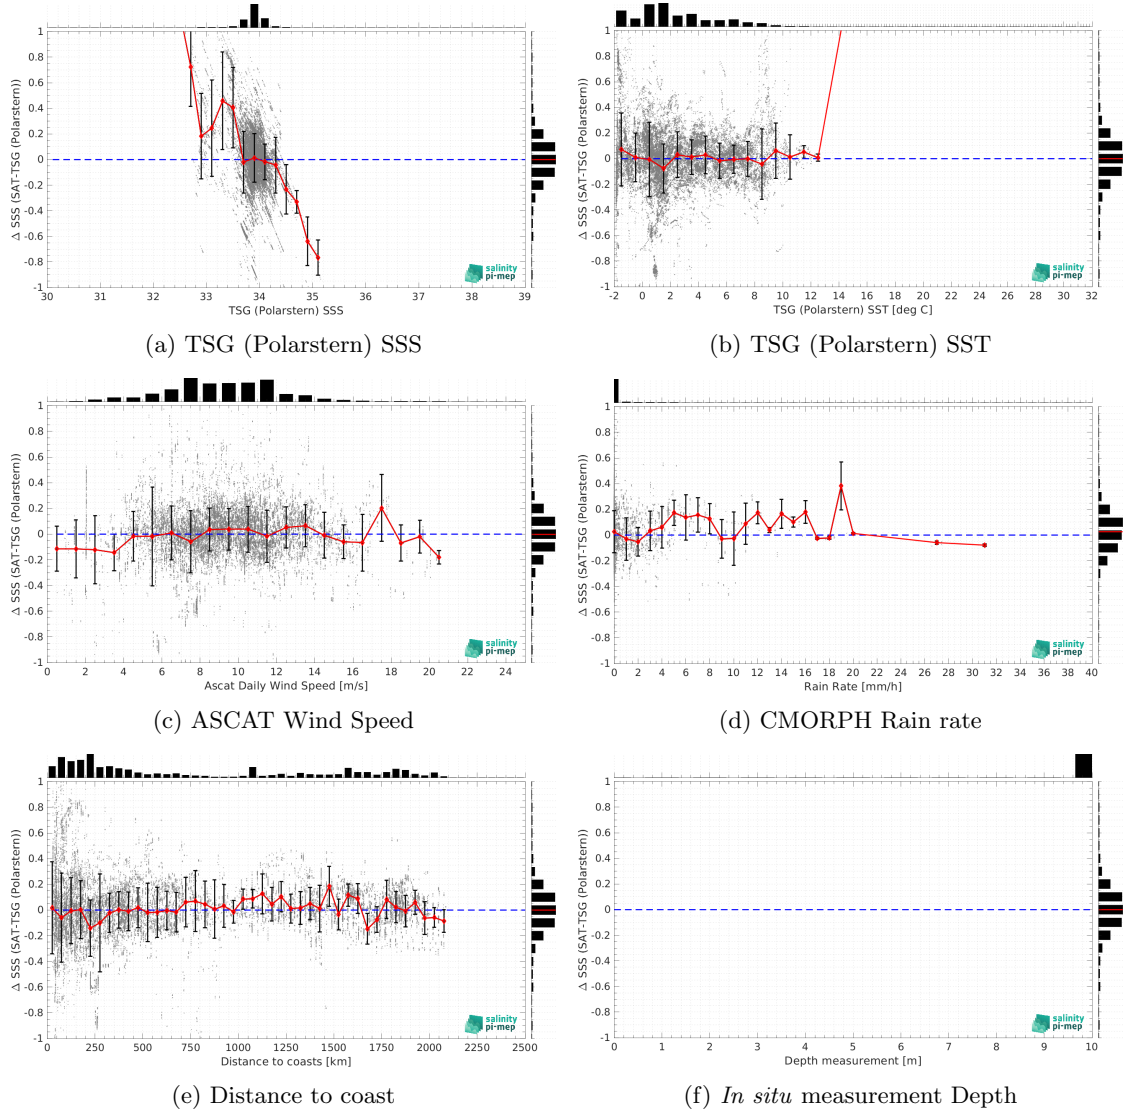 1
0.8
0.6
0.4
0.2
0
-0.2
-0.4
-0.6
-0.8
-1
Δ SSS (SAT-TSG (Polarstern))
salinity
pi-mep
30 31 32 33 34 35 36 37 38 39
TSG (Polarstern) SSS
(a) TSG (Polarstern) SSS
1
0.8
0.6
0.4
0.2
0
-0.2
-0.4
-0.6
-0.8
-1
Δ SSS (SAT-TSG (Polarstern))
salinity
pi-mep
-2 0 2 4 6 8 10 12 14 16 18 20 22 24 26 28 30 32
TSG (Polarstern) SST [deg C]
(b) TSG (Polarstern) SST
1
0.8
0.6
0.4
0.2
0
-0.2
-0.4
-0.6
-0.8
-1
Δ SSS (SAT-TSG (Polarstern))
salinity
pi-mep
0 2 4 6 8 10 12 14 16 18 20 22 24
Ascat Daily Wind Speed [m/s]
(c) ASCAT Wind Speed
1
0.8
0.6
0.4
0.2
0
-0.2
-0.4
-0.6
-0.8
-1
Δ SSS (SAT-TSG (Polarstern))
salinity
pi-mep
0 2 4 6 8 10 12 14 16 18 20 22 24 26 28 30 32 34 36 38 40
Rain Rate [mm/h]
(d) CMORPH Rain rate
1
0.8
0.6
0.4
0.2
0
-0.2
-0.4
-0.6
-0.8
-1
Δ SSS (SAT-TSG (Polarstern))
salinity
pi-mep
0 250 500 750 1000 1250 1500 1750 2000 2250 2500
Distance to coasts [km]
(e) Distance to coast
1
0.8
0.6
0.4
0.2
0
-0.2
-0.4
-0.6
-0.8
-1
Δ SSS (SAT-TSG (Polarstern))
salinity
pi-mep
0 1 2 3 4 5 6 7 8 9 10
Depth measurement [m]
(f) In situ measurement Depth